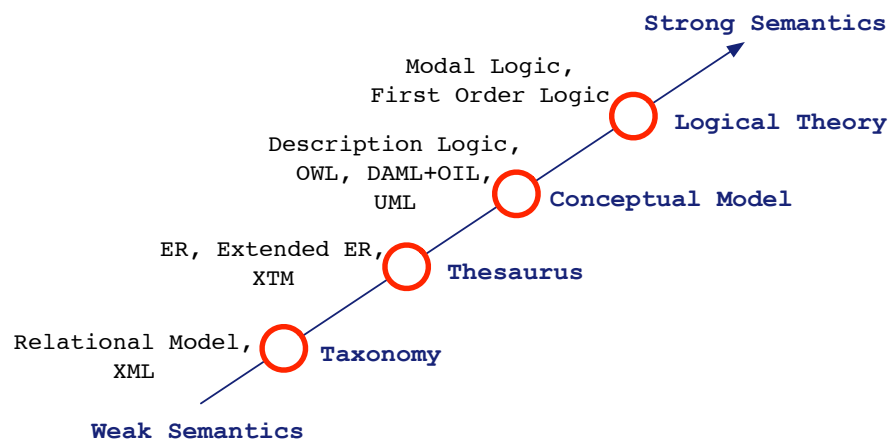 Strong Semantics
Modal Logic,
First Order Logic
Logical Theory
Description Logic,
OWL, DAML+OIL,
UML
Conceptual Model
ER, Extended ER,
XTM
Thesaurus
Relational Model,
XML
Taxonomy
Weak Semantics